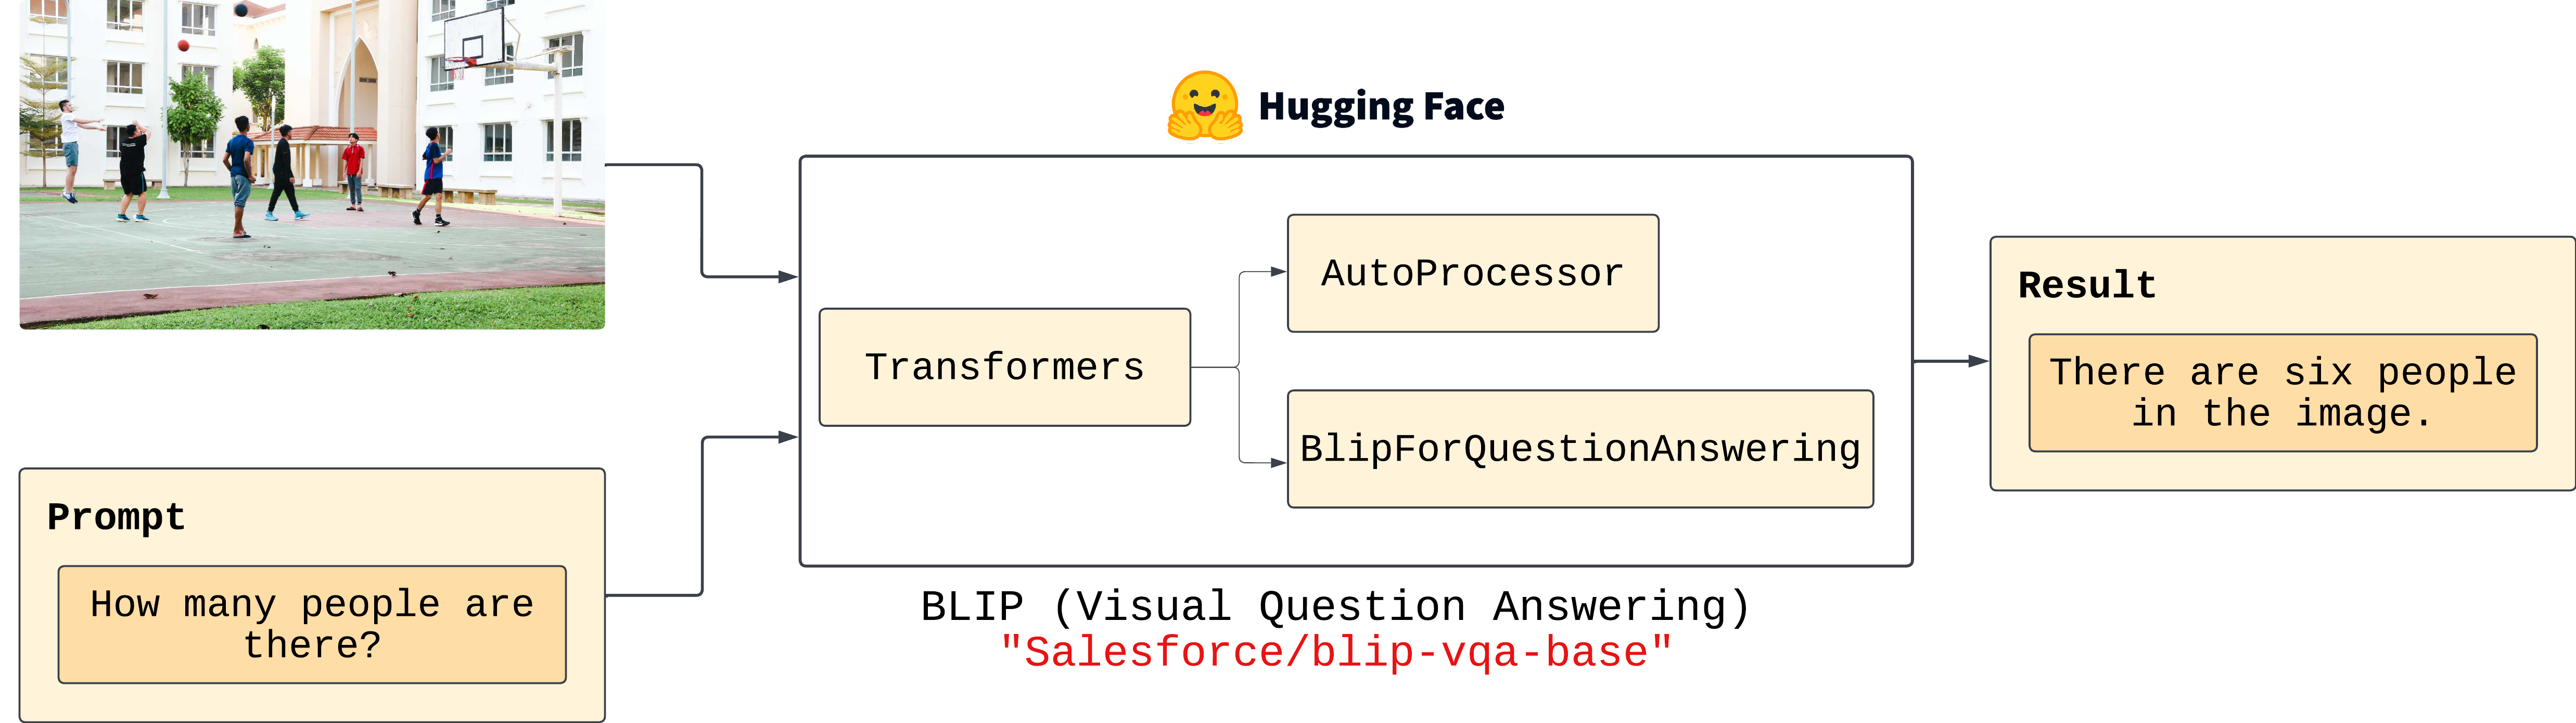 Hugging Face
AutoProcessor
Transformers
BlipForQuestionAnswering
Result
There are six people
in the image.
Prompt
How many people are
there?
BLIP (Visual Question Answering)
"Salesforce/blip-vqa-base"